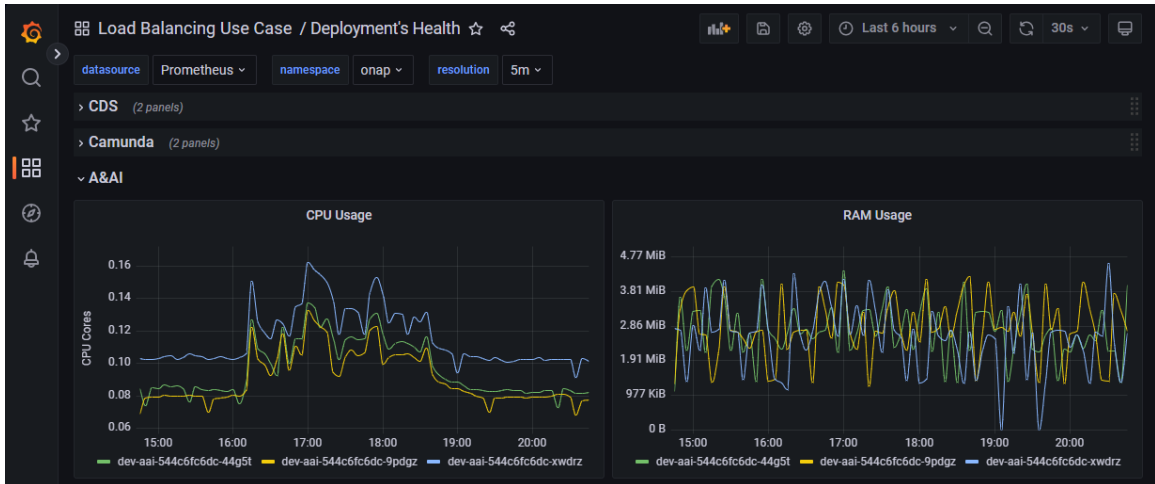 Load Balancing Use Case / Deployment's Health
Last 6 hours
30s
datasource Prometheus namespace onap resolution 5m
CDS (2 panels)
Camunda (2 panels)
A&AI
CPU Usage
CPU Cores
0.16
0.14
0.12
0.10
0.08
0.06
15:00 16:00 17:00 18:00 19:00 20:00
dev-aai-544c6fc6dc-44g5t dev-aai-544c6fc6dc-9pdgz dev-aai-544c6fc6dc-xwdrz
RAM Usage
4.77 MiB
3.81 MiB
2.86 MiB
1.91 MiB
977 KiB
0 B
15:00 16:00 17:00 18:00 19:00 20:00
dev-aai-544c6fc6dc-44g5t dev-aai-544c6fc6dc-9pdgz dev-aai-544c6fc6dc-xwdrz